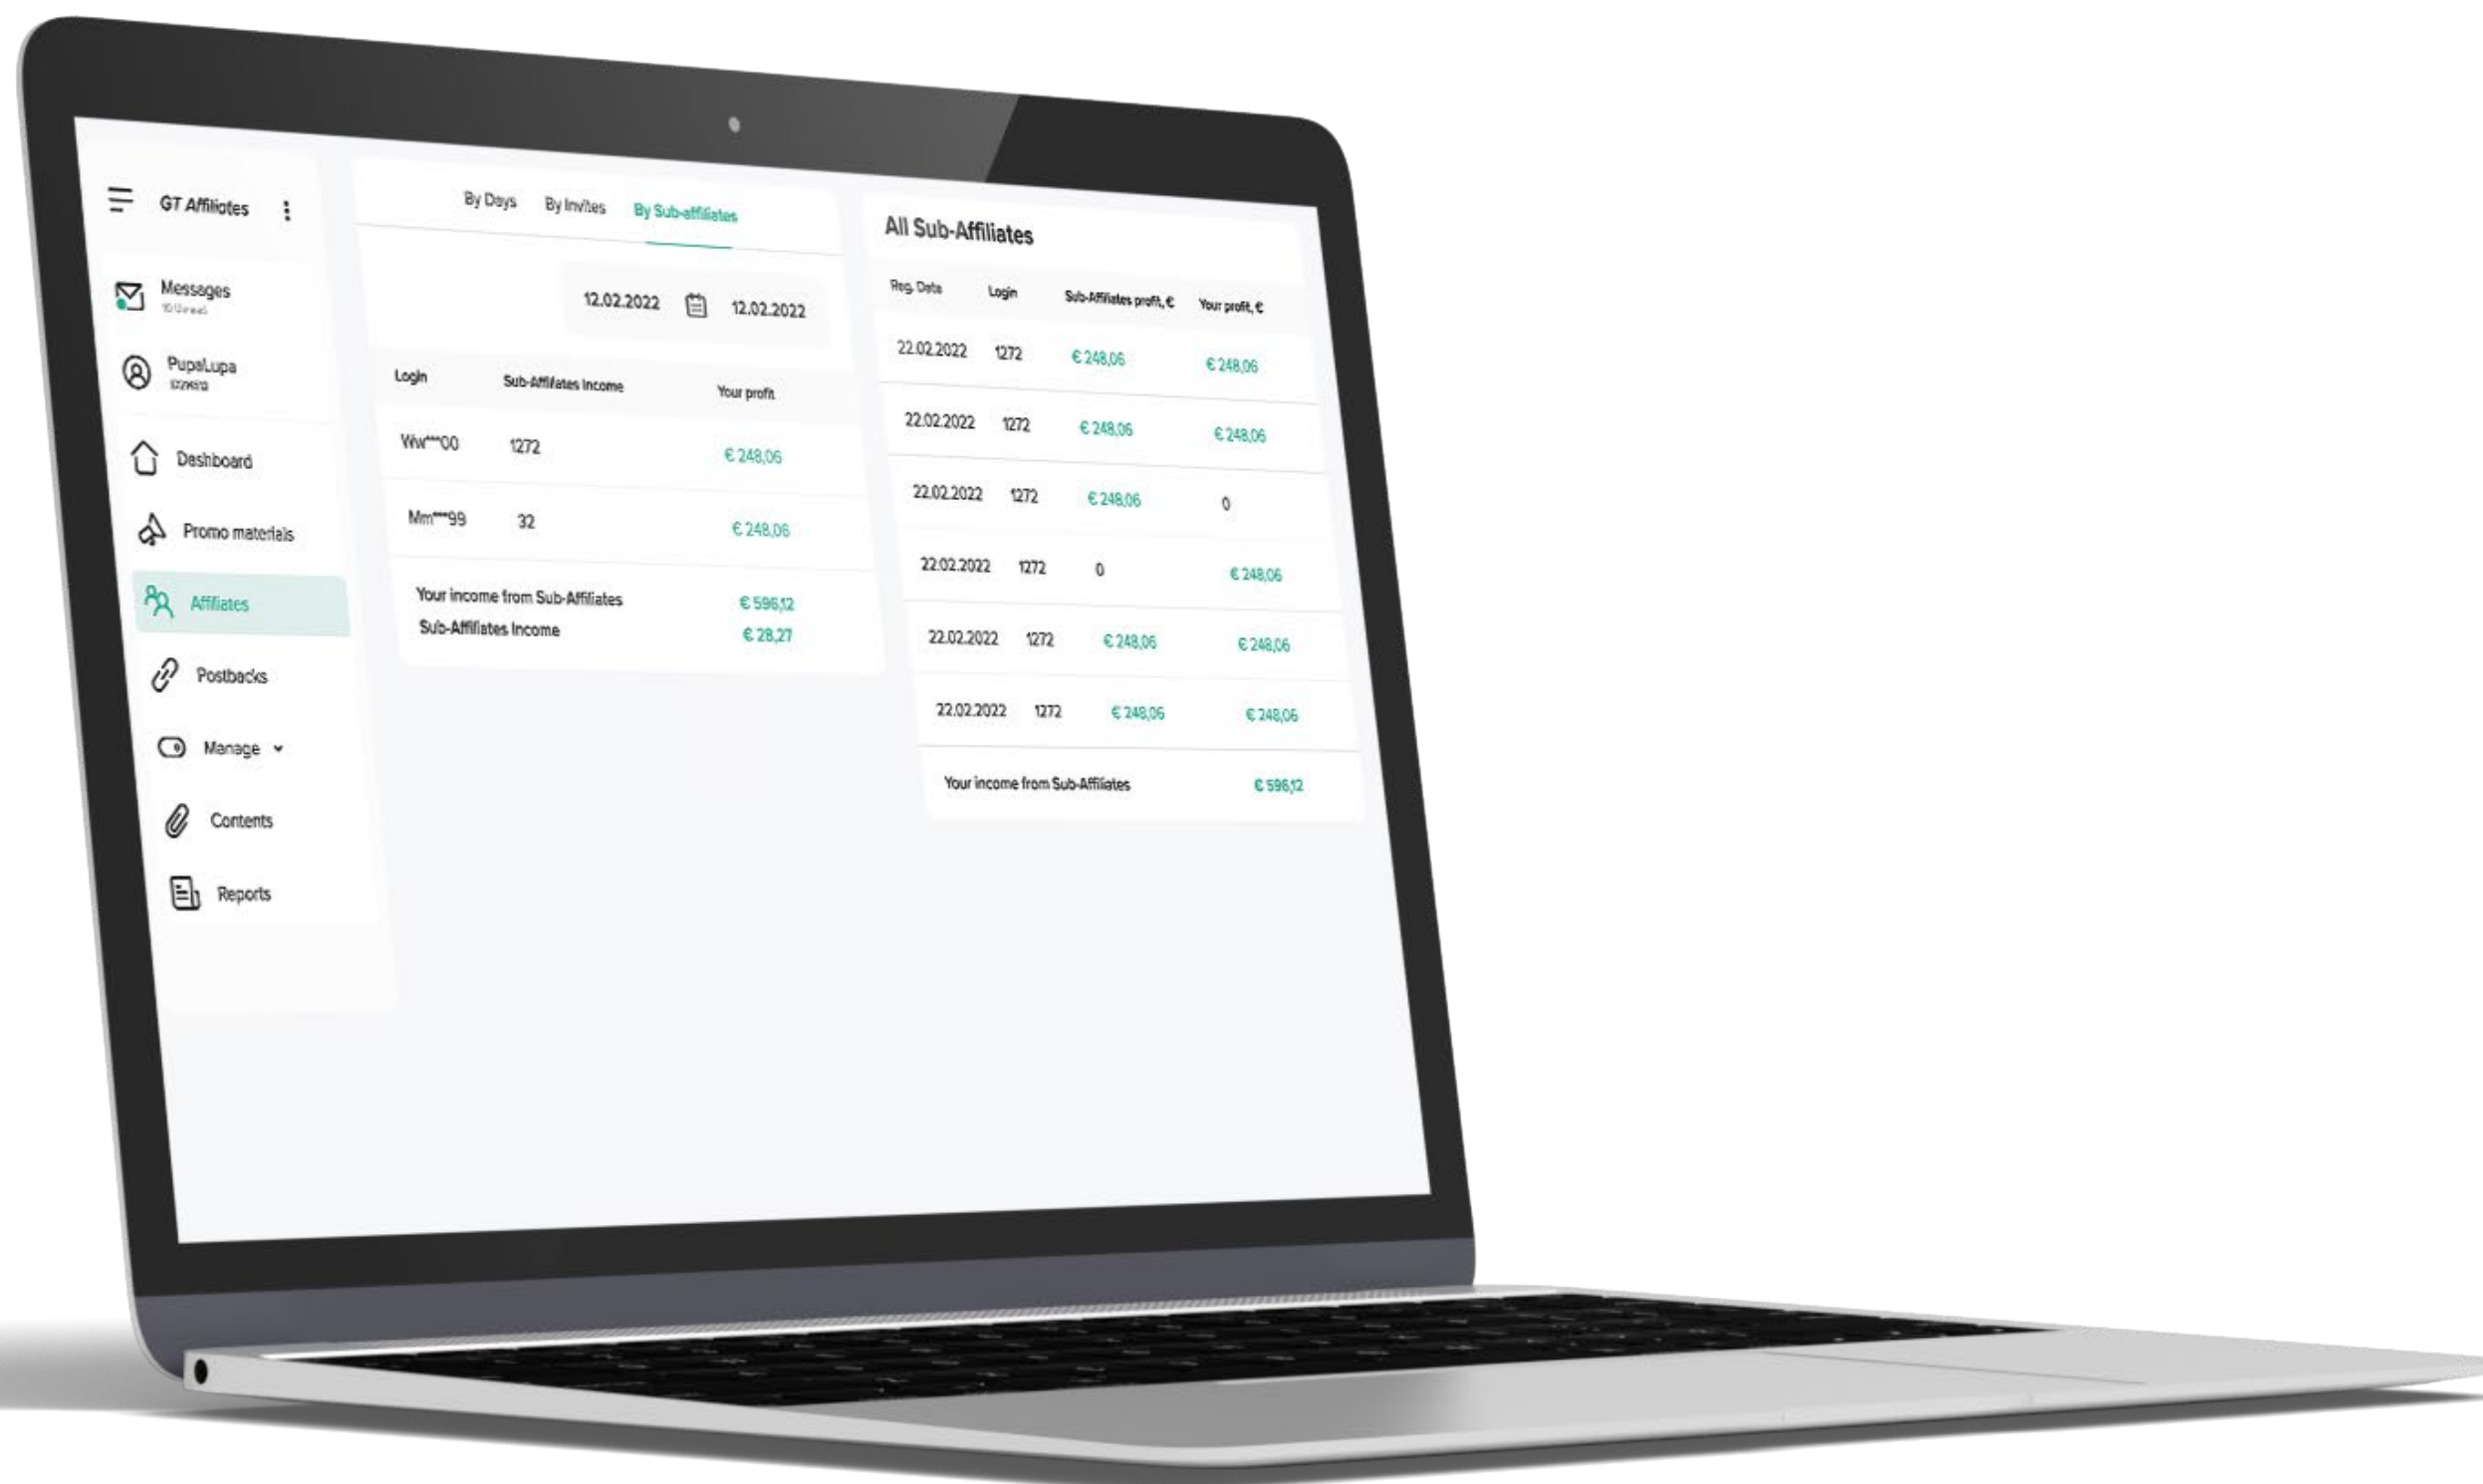 GT Affiliates
Messages
PupaLupa
Dashboard
Promo materials
Affiliates
Postbacks
Manage
Contents
Reports
By Days By Invites By Sub-affiliates
12.02.2022 12.02.2022
Login Sub-Affiliates Income Your profit
Ww***00 1272 € 248,06
Mm***99 32 € 248,06
Your income from Sub-Affiliates € 596,12
Sub-Affiliates Income € 28,27
All Sub-Affiliates
Reg. Date Login Sub-Affiliates profit, € Your profit, €
22.02.2022 1272 € 248,06 € 248,06
22.02.2022 1272 € 248,06 € 248,06
22.02.2022 1272 € 248,06 0
22.02.2022 1272 0 € 248,06
22.02.2022 1272 € 248,06 € 248,06
22.02.2022 1272 € 248,06 € 248,06
Your income from Sub-Affiliates € 596,12